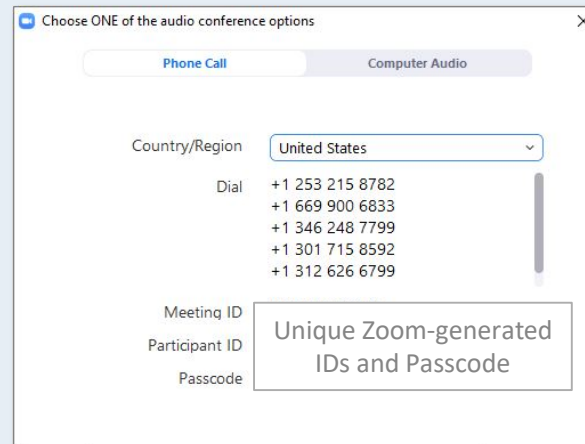 Choose ONE of the audio conference options
Phone Call Computer Audio
Country/Region United States
Dial +1 253 215 8782
+1 669 900 6833
+1 346 248 7799
+1 301 715 8592
+1 312 626 6799
Meeting ID
Unique Zoom-generated
Participant ID
IDs and Passcode
Passcode